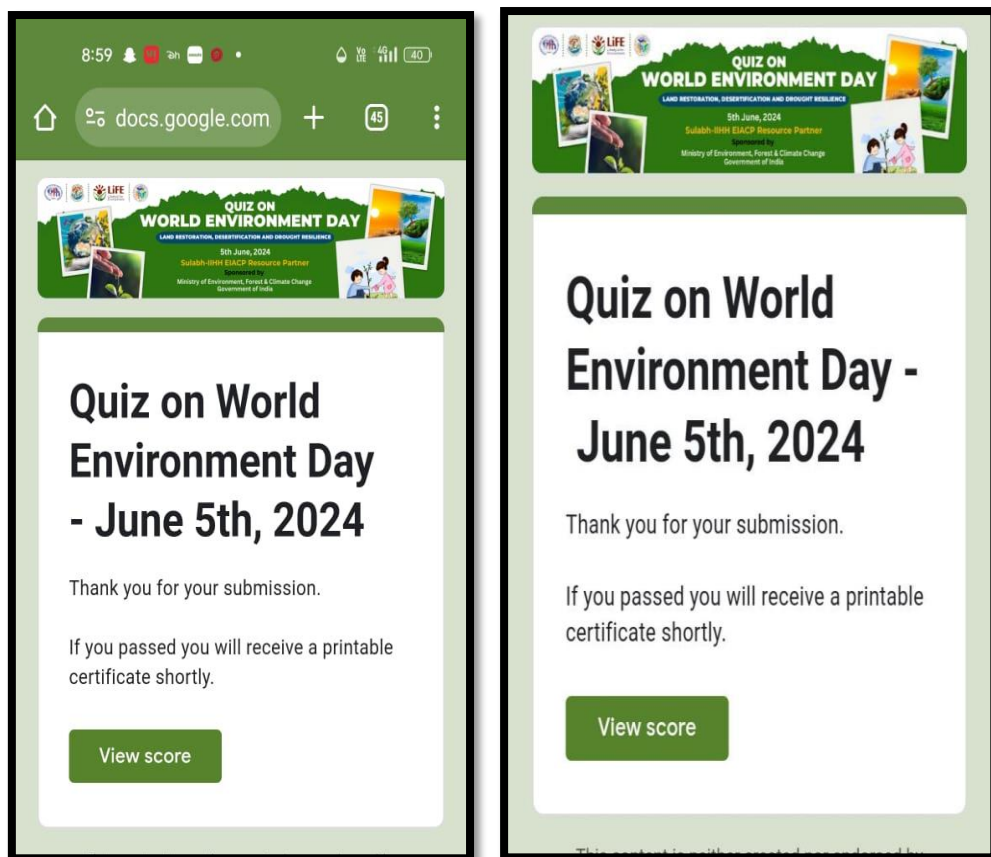 8:59
VO
LTE
4G
40
docs.google.com
45
LiFE
QUIZ ON
WORLD ENVIRONMENT DAY
LAND RESTORATION, DESERTIFICATION AND DROUGHT RESILIENCE
5th June, 2024
Sulabh-IIHH EIACP Resource Partner
Sponsored by
Ministry of Environment, Forest & Climate Change
Government of India
Quiz on World
Environment Day
- June 5th, 2024
Thank you for your submission.
If you passed you will receive a printable
certificate shortly.
View score
LiFE
QUIZ ON
WORLD ENVIRONMENT DAY
LAND RESTORATION, DESERTIFICATION AND DROUGHT RESILIENCE
5th June, 2024
Sulabh-IIHH EIACP Resource Partner
Sponsored by
Ministry of Environment, Forest & Climate Change
Government of India
Quiz on World
Environment Day -
June 5th, 2024
Thank you for your submission.
If you passed you will receive a printable
certificate shortly.
View score
This content is neither created nor endorsed by